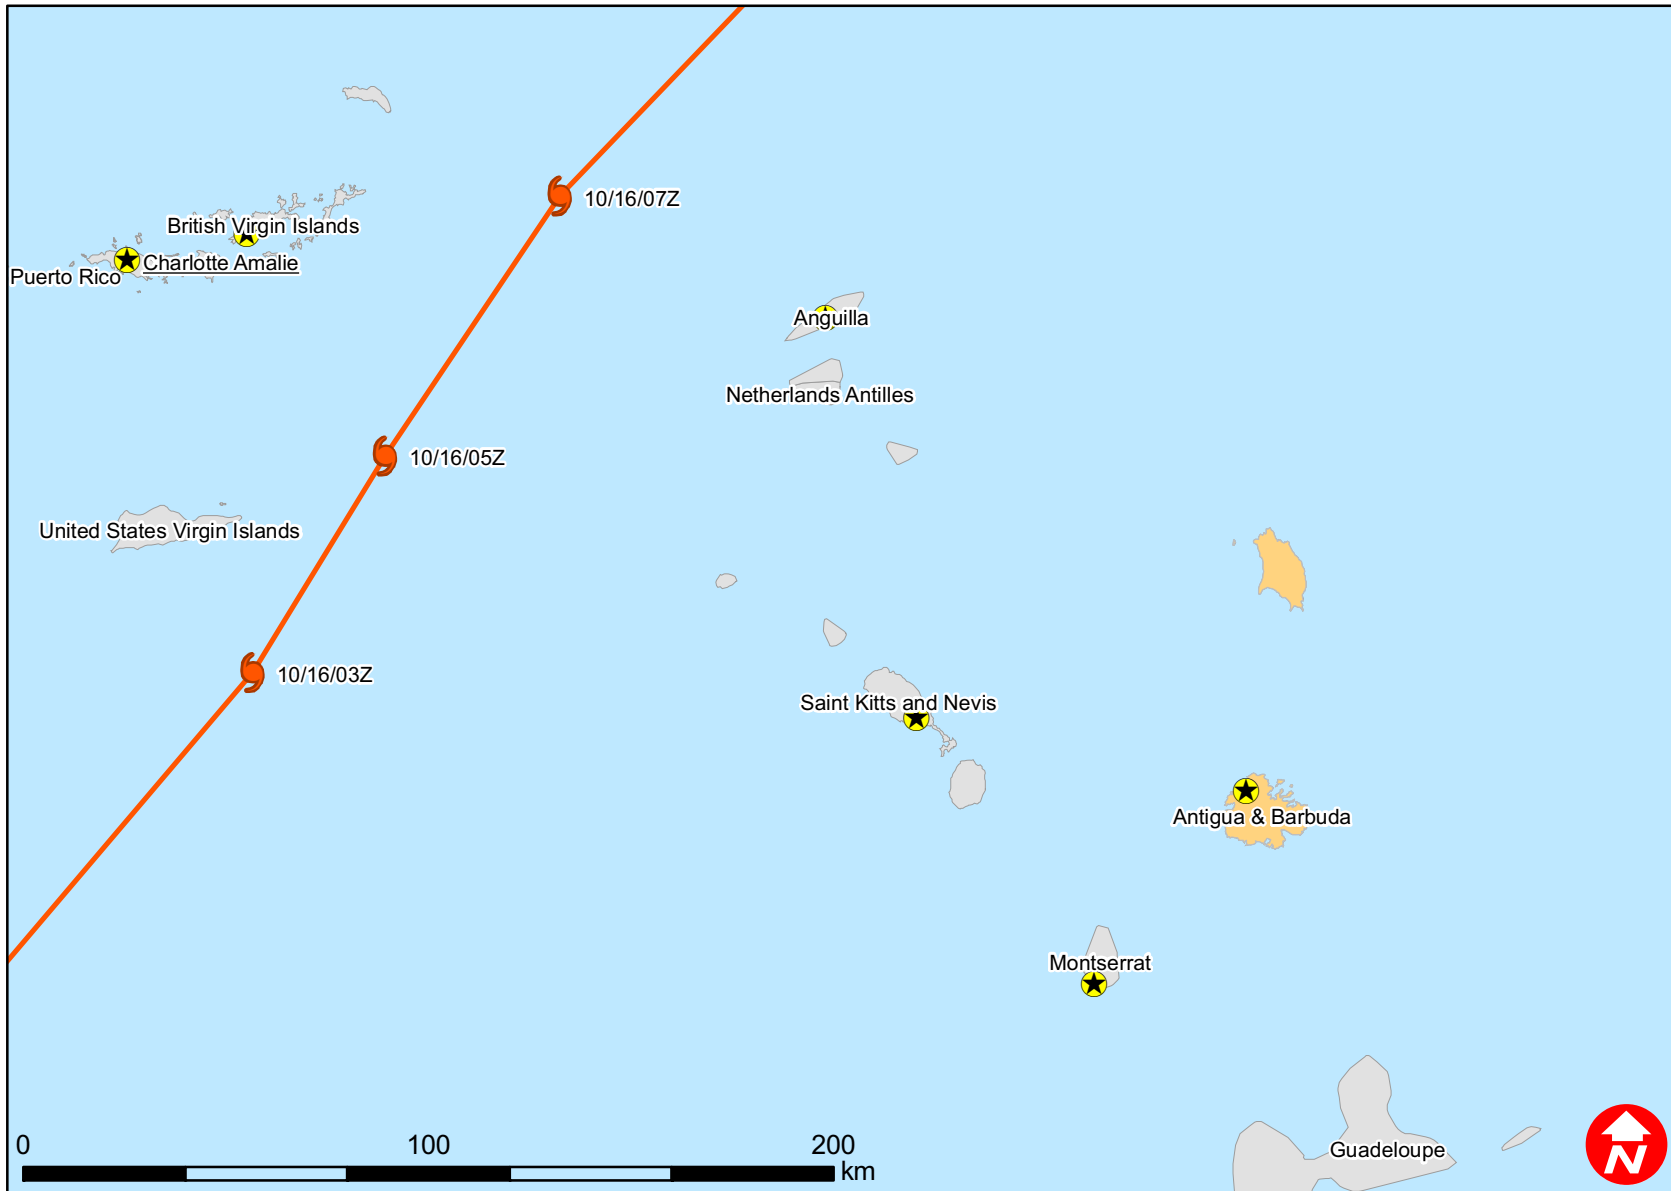 10/16/07Z
British Virgin Islands
Charlotte Amalie
Puerto Rico
Anguilla
Netherlands Antilles
10/16/05Z
United States Virgin Islands
10/16/03Z
Saint Kitts and Nevis
Antigua & Barbuda
Montserrat
Guadeloupe
0 100 200
km
N